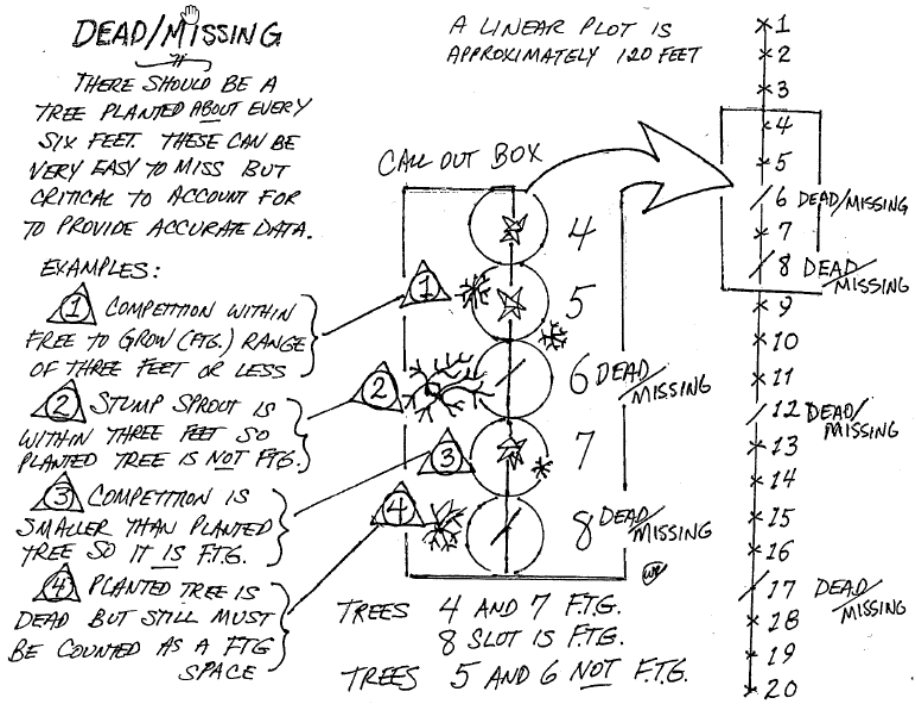 DEAD/MISSING
THERE SHOULD BE A
TREE PLANTED ABOUT EVERY
SIX FEET. THESE CAN BE
VERY EASY TO MISS BUT
CRITICAL TO ACCOUNT FOR
TO PROVIDE ACCURATE DATA.
EXAMPLES:
1 COMPETITION WITHIN
FREE TO GROW (FTG.) RANGE
OF THREE FEET OR LESS
2 STUMP SPROUT IS
WITHIN THREE FEET SO
PLANTED TREE IS NOT FTG.
3 COMPETITION IS
SMALLER THAN PLANTED
TREE SO IT IS F.T.G.
4 PLANTED TREE IS
DEAD BUT STILL MUST
BE COUNTED AS A FTG
SPACE
A LINEAR PLOT IS
APPROXIMATELY 120 FEET
CALL OUT BOX
4
1
5
2
6 DEAD/
MISSING
3
7
4
8 DEAD/
MISSING
TREES 4 AND 7 F.T.G.
8 SLOT IS F.T.G.
TREES 5 AND 6 NOT F.T.G.
1
2
3
4
5
6 DEAD/MISSING
7
8 DEAD/
MISSING
9
10
11
12 DEAD/
MISSING
13
14
15
16
17 DEAD/
MISSING
18
19
20